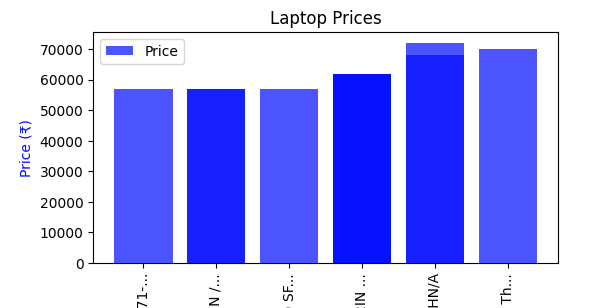 Laptop Prices
Price
Price (₹)
70000
60000
50000
40000
30000
20000
10000
0
71-...
N /...
SF...
IN ...
HN/A
Th...